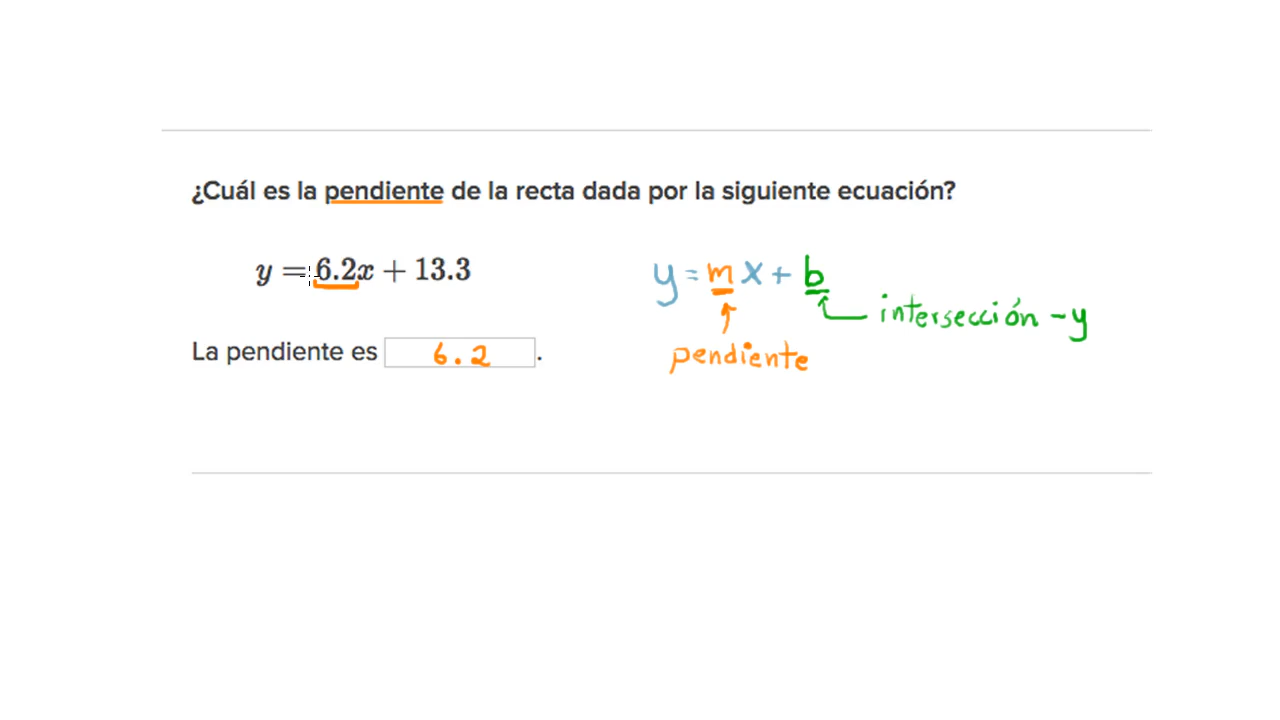 ¿Cuál es la pendiente de la recta dada por la siguiente ecuación?
y = 6.2x + 13.3
y = mx + b
intersección - y
La pendiente es 6.2.
pendiente